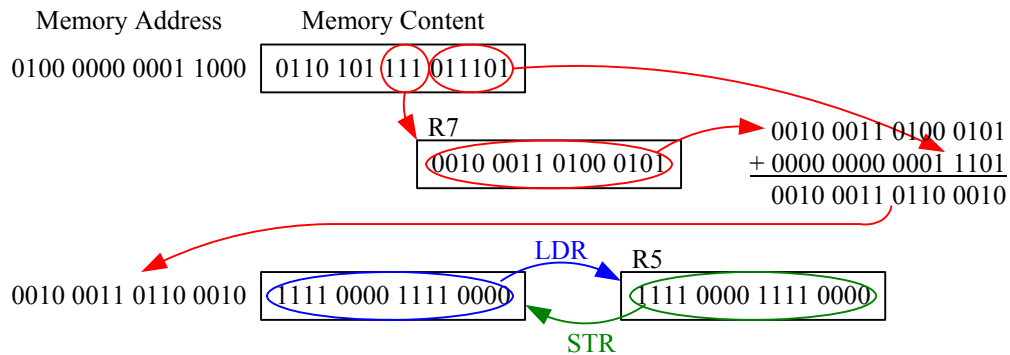 Memory Address Memory Content
0100 0000 0001 1000 0110 101 111 011101
R7
0010 0011 0100 0101
0010 0011 0100 0101
+ 0000 0000 0001 1101
0010 0011 0110 0010
LDR
R5
0010 0011 0110 0010 1111 0000 1111 0000 1111 0000 1111 0000
STR